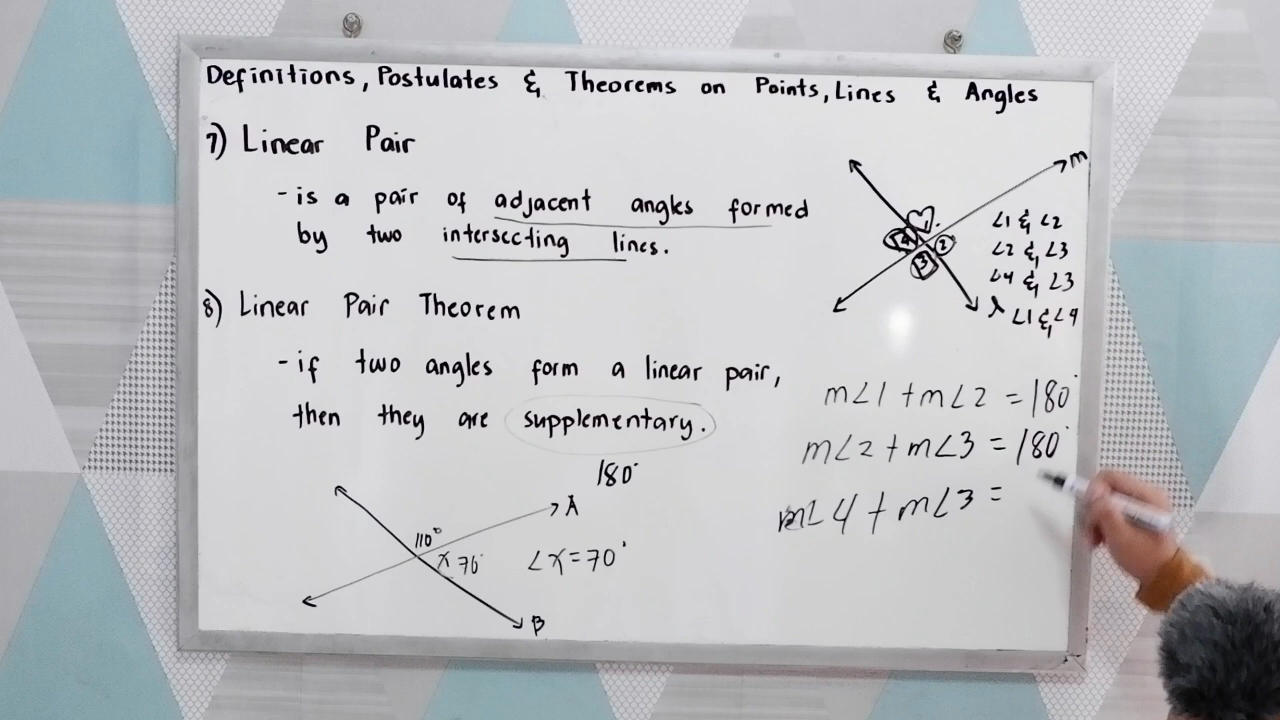 Definitions, Postulates & Theorems on Points, Lines & Angles
7) Linear Pair
- is a pair of adjacent angles formed
by two intersecting lines.
8) Linear Pair Theorem
- if two angles form a linear pair,
then they are supplementary.
180°
110°
A
x 70°
∠x = 70°
B
m
1
4
2
3
∠1 & ∠2
∠2 & ∠3
∠4 & ∠3
∠1 & ∠4
m∠1 + m∠2 = 180°
m∠2 + m∠3 = 180°
m∠4 + m∠3 =